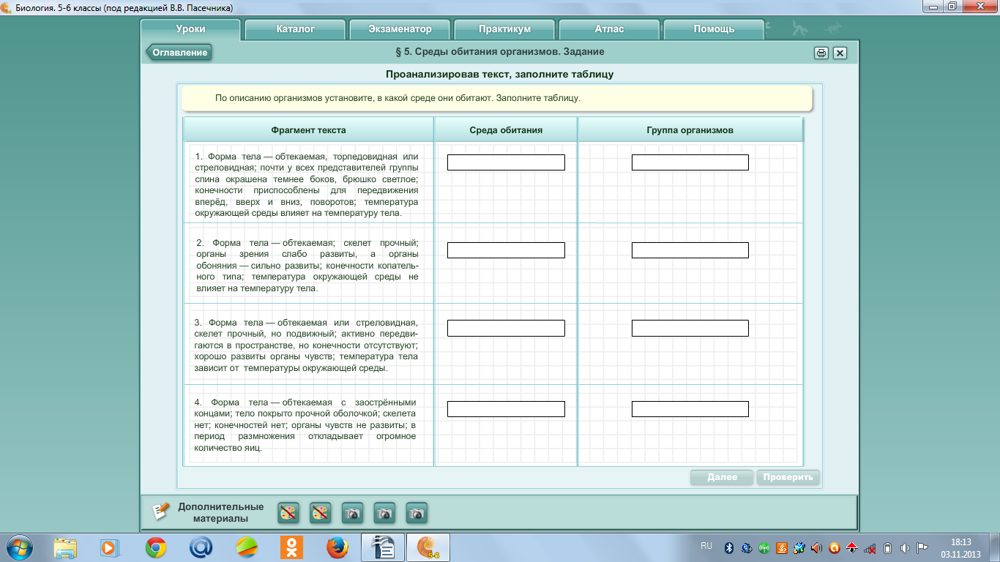 Биология. 5-6 классы (под редакцией В.В. Пасечника)
Уроки
Каталог
Экзаменатор
Практикум
Атлас
Помощь
Оглавление
§ 5. Среды обитания организмов. Задание
Проанализировав текст, заполните таблицу
По описанию организмов установите, в какой среде они обитают. Заполните таблицу.
Фрагмент текста
Среда обитания
Группа организмов
1. Форма тела — обтекаемая, торпедовидная или
стреловидная; почти у всех представителей группы
спина окрашена темнее боков, брюшко светлое;
конечности приспособлены для передвижения
вперёд, вверх и вниз, поворотов; температура
окружающей среды влияет на температуру тела.
2. Форма тела — обтекаемая; скелет прочный;
органы зрения слабо развиты, а органы
обоняния — сильно развиты; конечности копатель-
ного типа; температура окружающей среды не
влияет на температуру тела.
3. Форма тела — обтекаемая или стреловидная,
скелет прочный, но подвижный; активно передви-
гаются в пространстве, но конечности отсутствуют;
хорошо развиты органы чувств; температура тела
зависит от температуры окружающей среды.
4. Форма тела — обтекаемая с заострёнными
концами; тело покрыто прочной оболочкой; скелета
нет; конечностей нет; органы чувств не развиты; в
период размножения откладывает огромное
количество яиц.
Далее
Проверить
Дополнительные
материалы
5-6
RU
18:13
03.11.2013